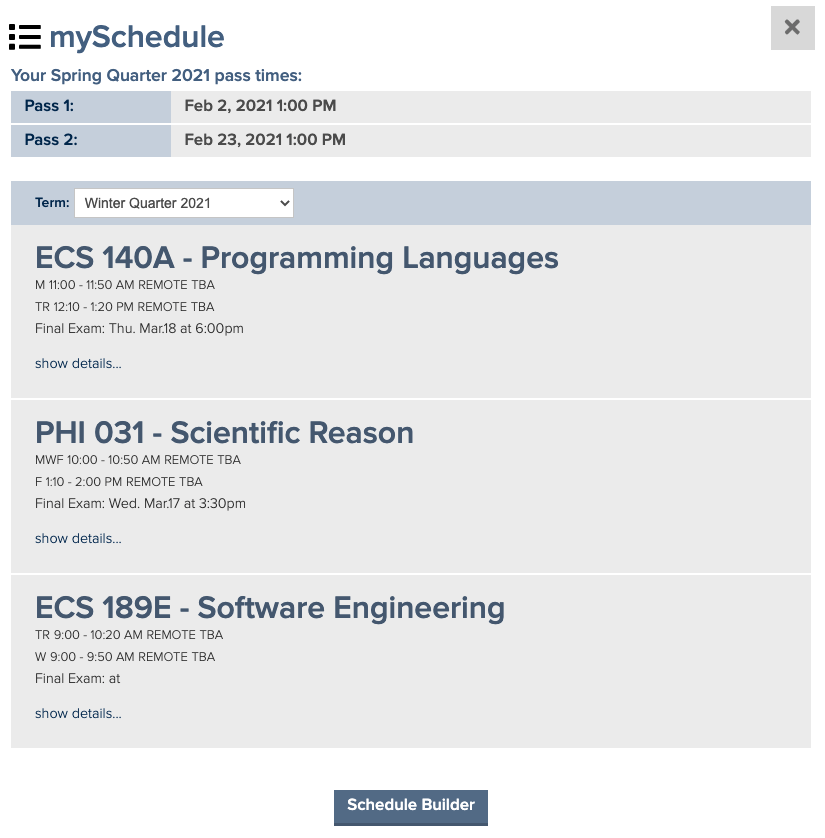 mySchedule
Your Spring Quarter 2021 pass times:
Pass 1: Feb 2, 2021 1:00 PM
Pass 2: Feb 23, 2021 1:00 PM
Term: Winter Quarter 2021
ECS 140A - Programming Languages
M 11:00 - 11:50 AM REMOTE TBA
TR 12:10 - 1:20 PM REMOTE TBA
Final Exam: Thu. Mar.18 at 6:00pm
show details...
PHI 031 - Scientific Reason
MWF 10:00 - 10:50 AM REMOTE TBA
F 1:10 - 2:00 PM REMOTE TBA
Final Exam: Wed. Mar.17 at 3:30pm
show details...
ECS 189E - Software Engineering
TR 9:00 - 10:20 AM REMOTE TBA
W 9:00 - 9:50 AM REMOTE TBA
Final Exam: at
show details...
Schedule Builder